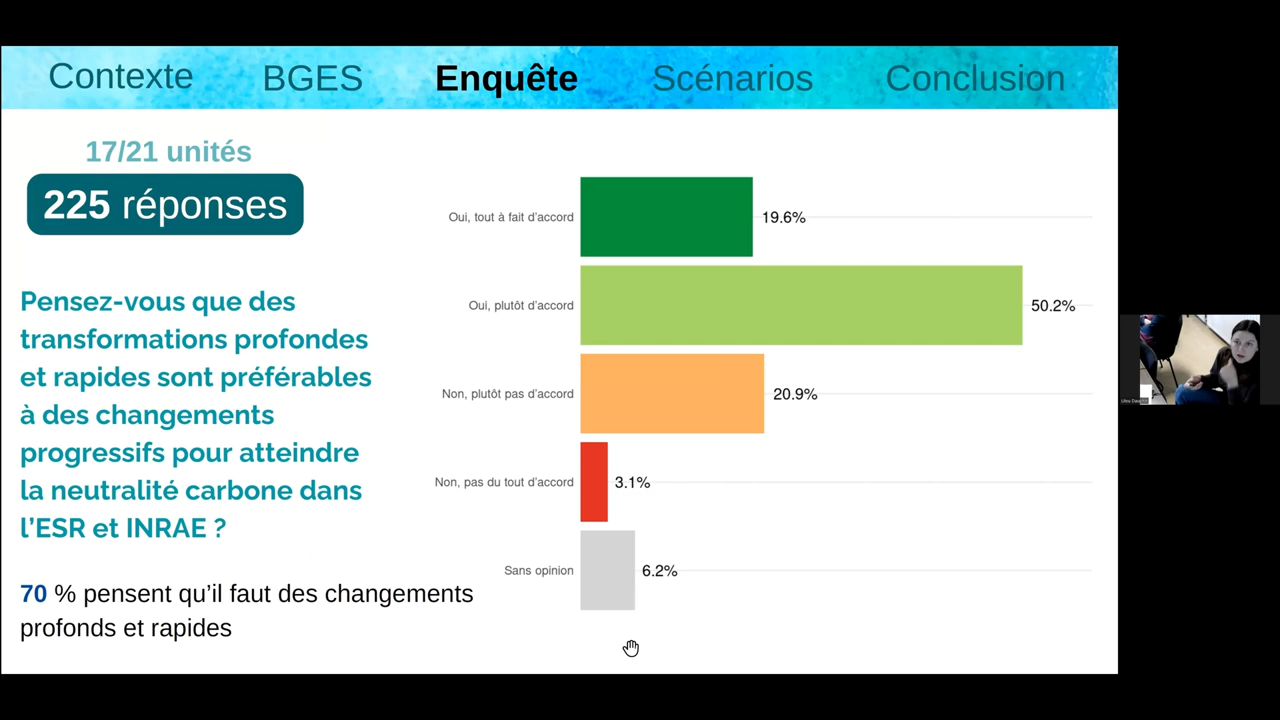 Contexte
BGES
Enquête
Scénarios
Conclusion
17/21 unités
225 réponses
Pensez-vous que des
transformations profondes
et rapides sont préférables
à des changements
progressifs pour atteindre
la neutralité carbone dans
l’ESR et INRAE ?
70 % pensent qu’il faut des changements
profonds et rapides
Oui, tout à fait d’accord
19.6%
Oui, plutôt d’accord
50.2%
Non, plutôt pas d’accord
20.9%
Non, pas du tout d’accord
3.1%
Sans opinion
6.2%